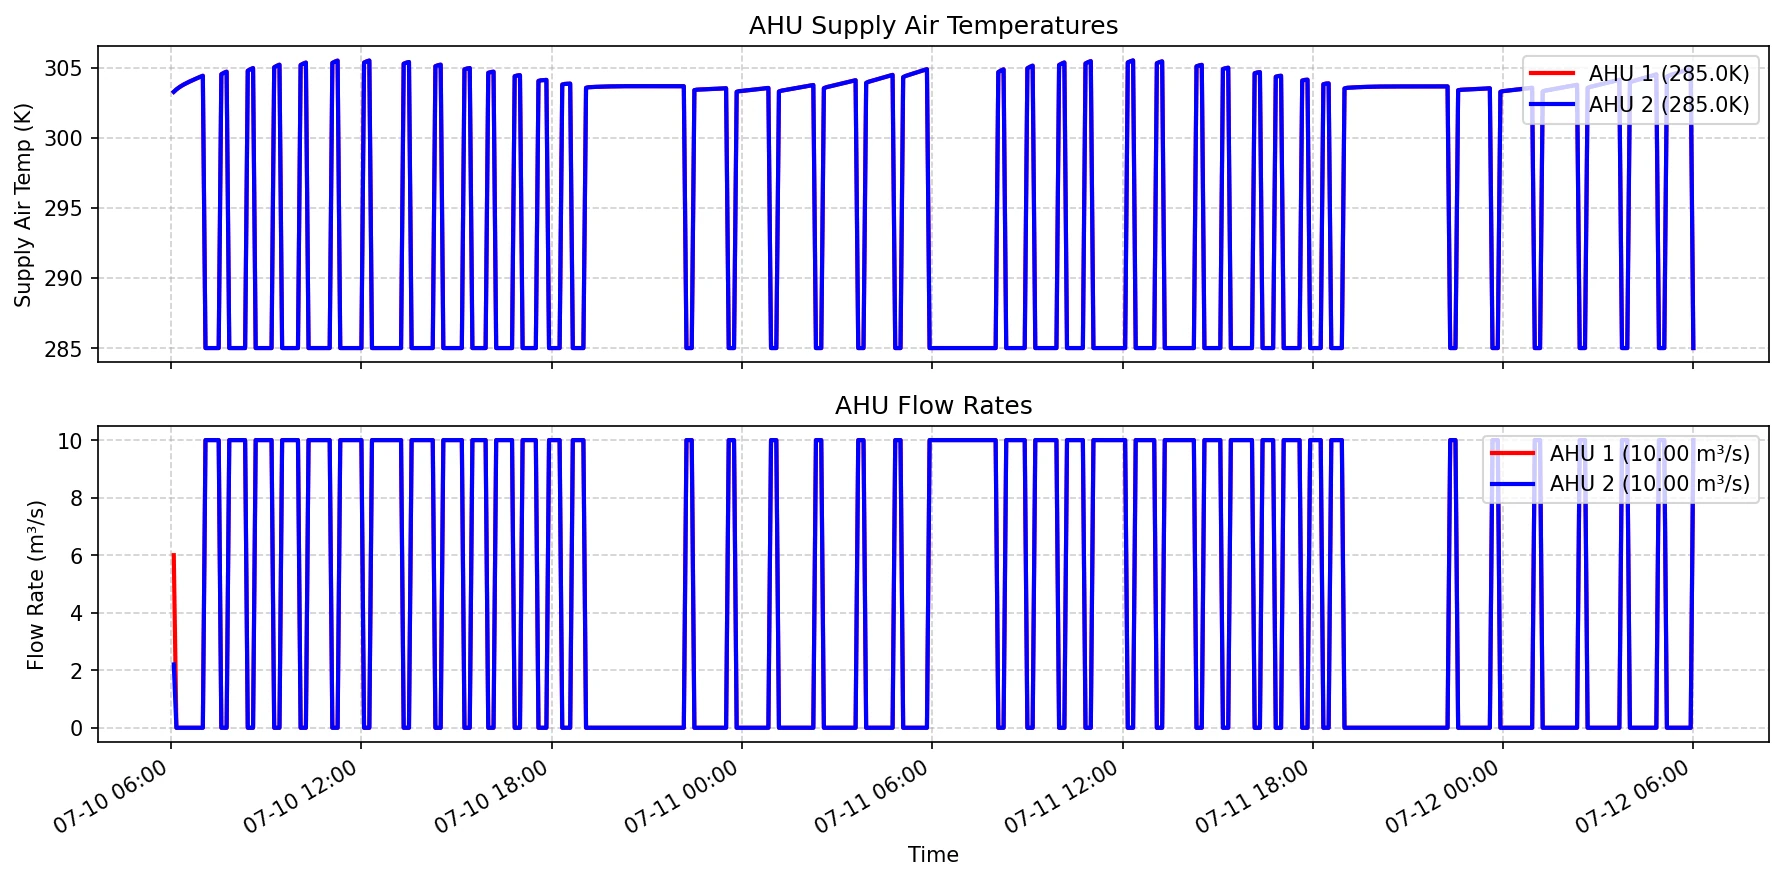 AHU Supply Air Temperatures
Supply Air Temp (K)
305
300
295
290
285
AHU 1 (285.0K)
AHU 2 (285.0K)
AHU Flow Rates
Flow Rate (m³/s)
10
8
6
4
2
0
AHU 1 (10.00 m³/s)
AHU 2 (10.00 m³/s)
07-10 06:00
07-10 12:00
07-10 18:00
07-11 00:00
07-11 06:00
07-11 12:00
07-11 18:00
07-12 00:00
07-12 06:00
Time